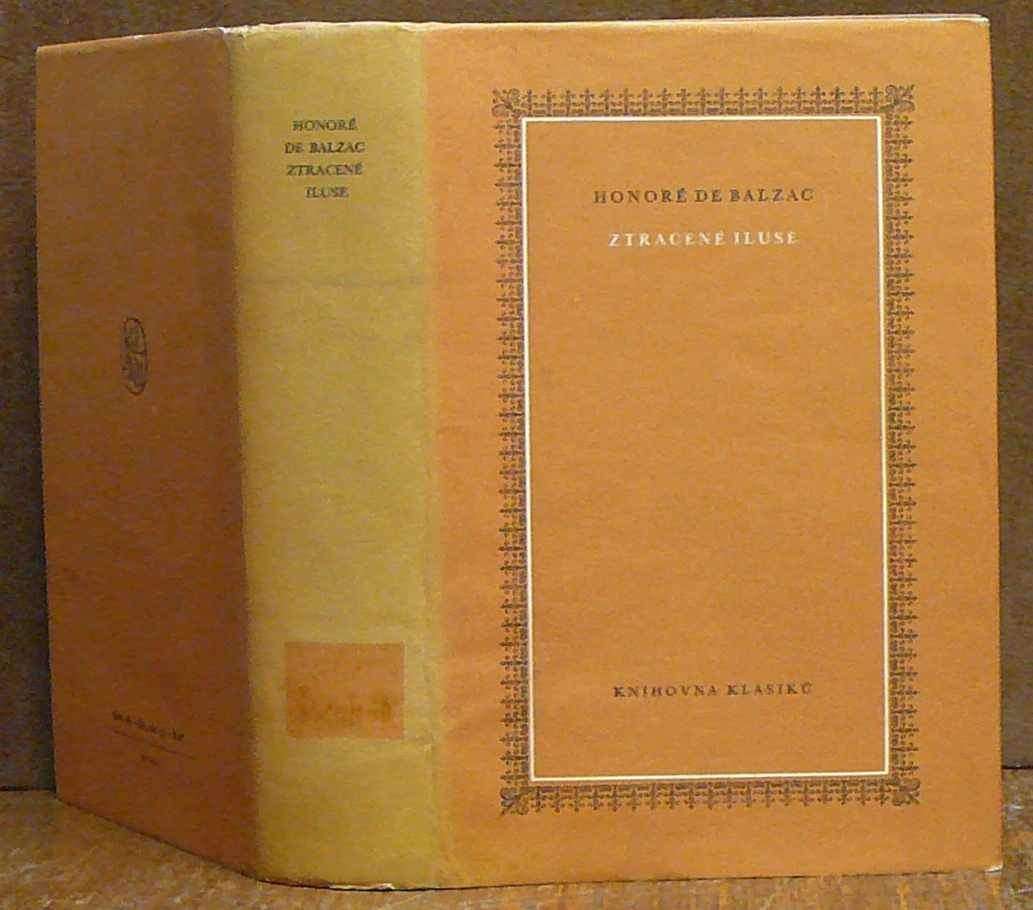 HONORÉ
DE BALZAC
ZTRACENÉ
ILUSE
HONORÉ DE BALZAC
ZTRACENÉ ILUSE
KNIHOVNA KLASIKŮ